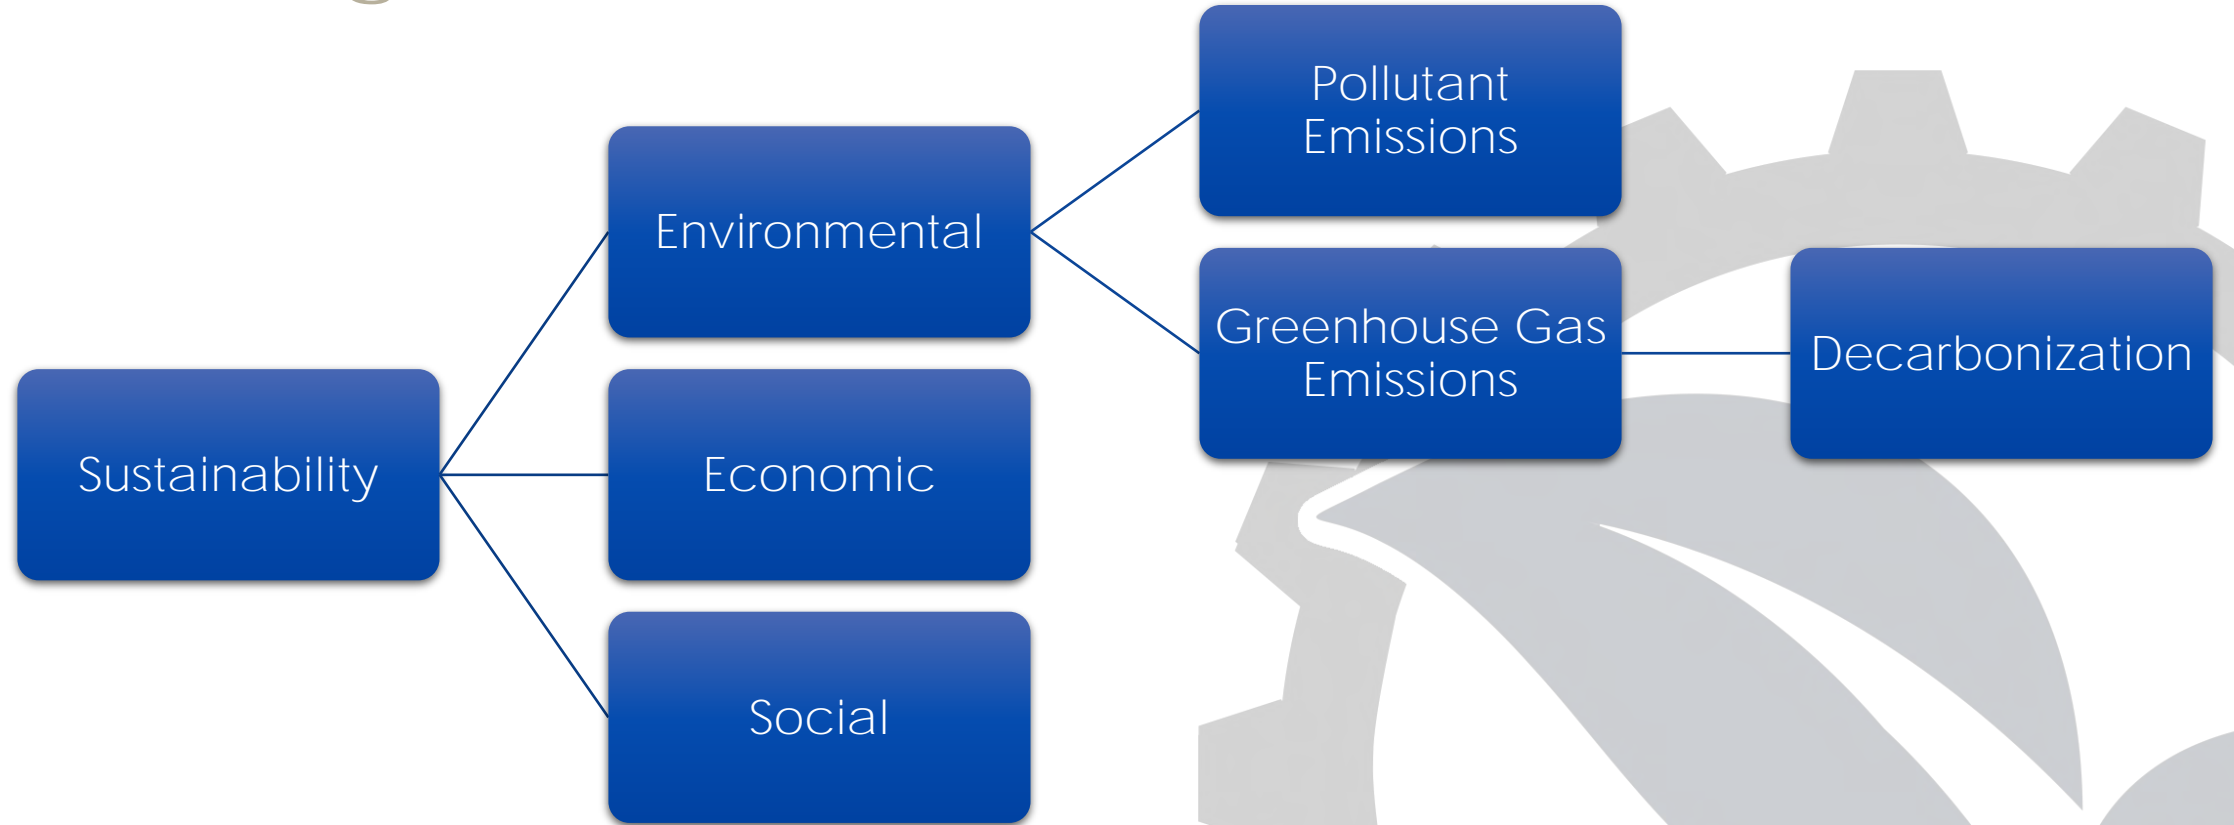 Pollutant
Emissions
Environmental
Greenhouse Gas
Emissions
Decarbonization
Sustainability
Economic
Social